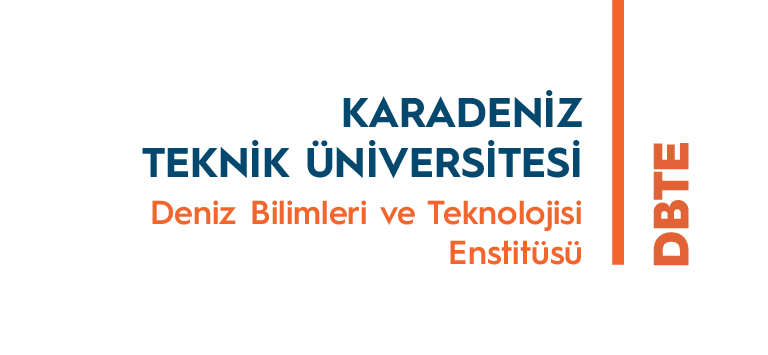 KARADENİZ
TEKNİK ÜNİVERSİTESİ
Deniz Bilimleri ve Teknolojisi
Enstitüsü
DBTE